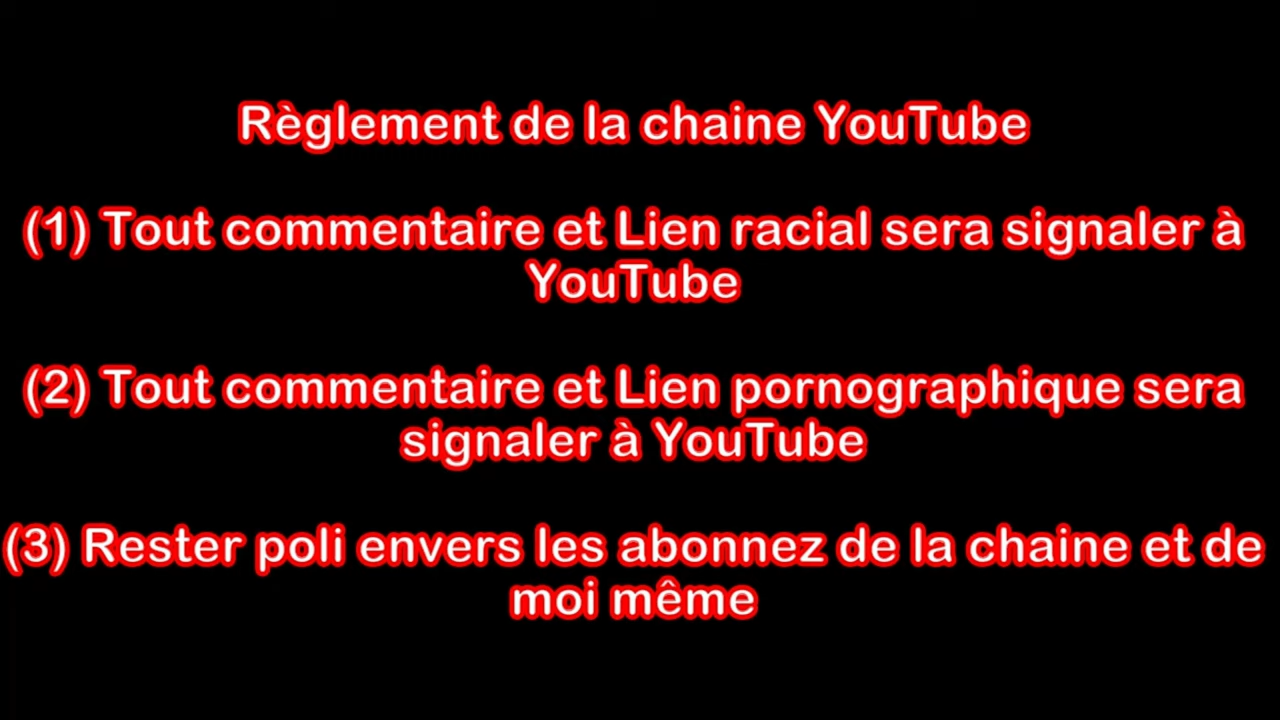 Règlement de la chaine YouTube
(1) Tout commentaire et Lien racial sera signaler à
YouTube
(2) Tout commentaire et Lien pornographique sera
signaler à YouTube
(3) Rester poli envers les abonnez de la chaine et de
moi même